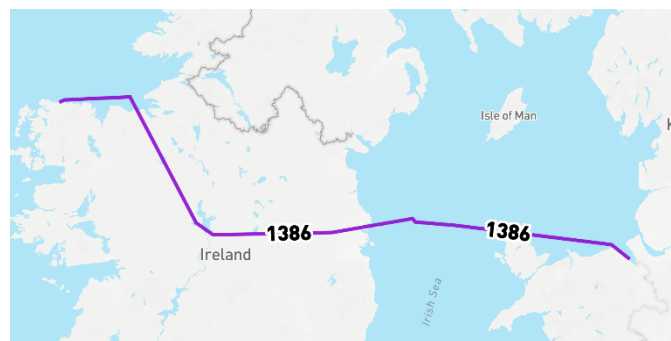 Isle of Man
K
1386
1386
Ireland
Irish Sea